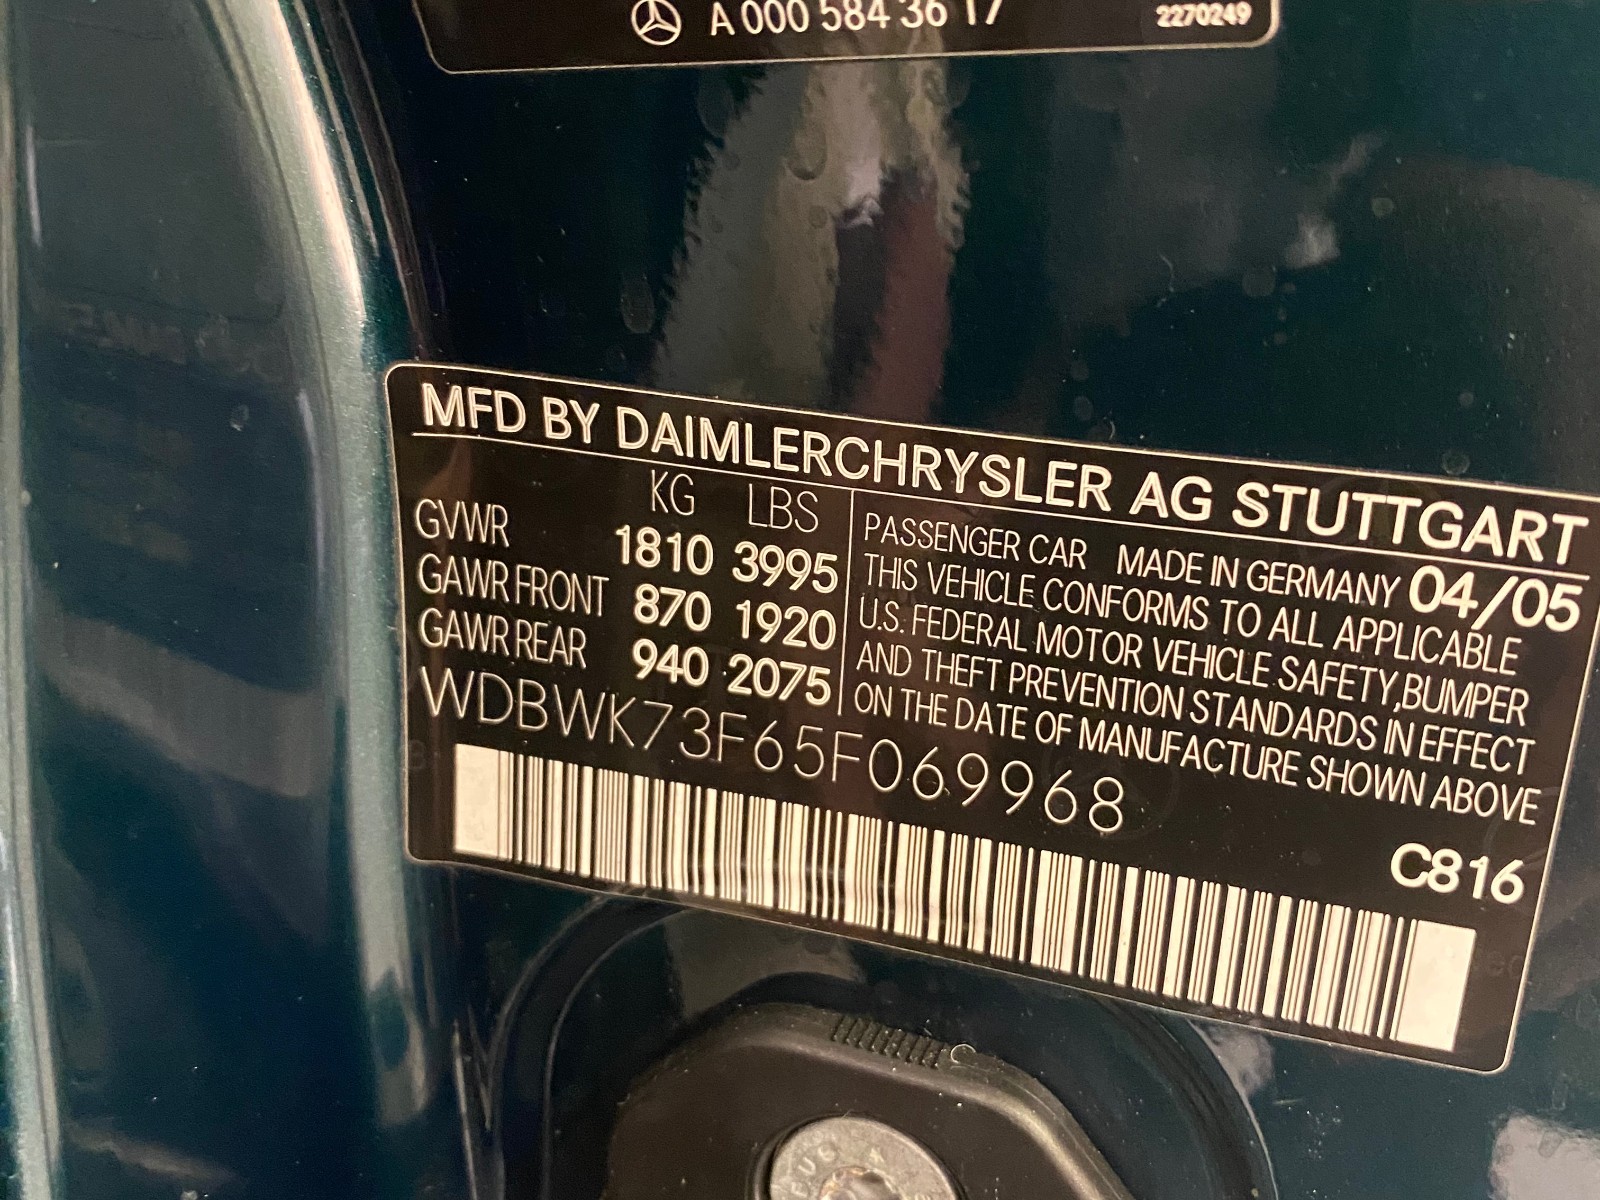 A 000 584 36 17 2270249
MFD BY DAIMLERCHRYSLER AG STUTTGART
KG LBS
GVWR 1810 3995
GAWR FRONT 870 1920
GAWR REAR 940 2075
PASSENGER CAR MADE IN GERMANY 04/05
THIS VEHICLE CONFORMS TO ALL APPLICABLE
U.S. FEDERAL MOTOR VEHICLE SAFETY,BUMPER
AND THEFT PREVENTION STANDARDS IN EFFECT
ON THE DATE OF MANUFACTURE SHOWN ABOVE
WDBWK73F65F069968
C816